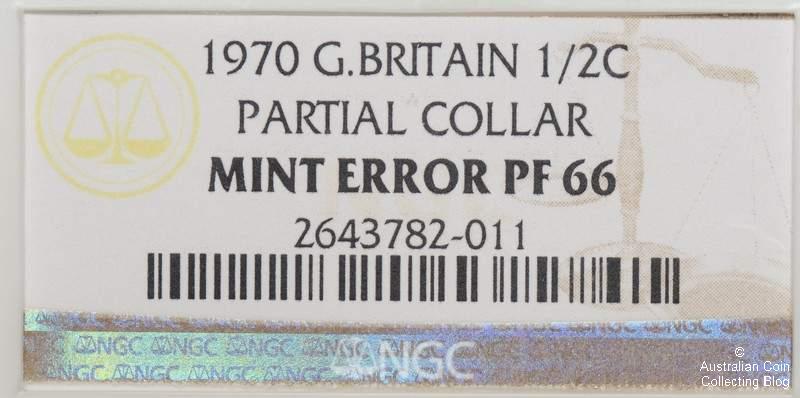 1970 G.BRITAIN 1/2C
PARTIAL COLLAR
MINT ERROR PF 66
2643782-011
NGC NGC NGC NGC NGC
NGC
©
Australian Coin
Collecting Blog